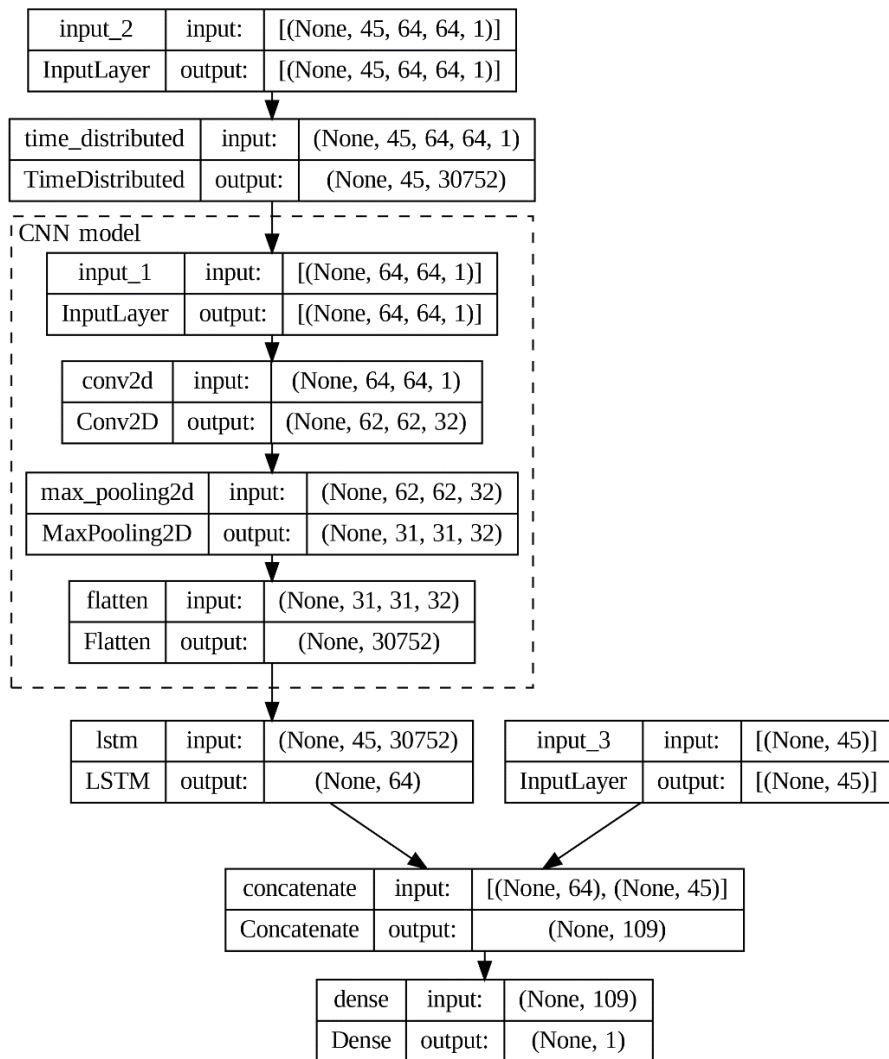 input_2 input: [(None, 45, 64, 64, 1)]
InputLayer output: [(None, 45, 64, 64, 1)]
time_distributed input: (None, 45, 64, 64, 1)
TimeDistributed output: (None, 45, 30752)
CNN model
input_1 input: [(None, 64, 64, 1)]
InputLayer output: [(None, 64, 64, 1)]
conv2d input: (None, 64, 64, 1)
Conv2D output: (None, 62, 62, 32)
max_pooling2d input: (None, 62, 62, 32)
MaxPooling2D output: (None, 31, 31, 32)
flatten input: (None, 31, 31, 32)
Flatten output: (None, 30752)
lstm input: (None, 45, 30752)
LSTM output: (None, 64)
input_3 input: [(None, 45)]
InputLayer output: [(None, 45)]
concatenate input: [(None, 64), (None, 45)]
Concatenate output: (None, 109)
dense input: (None, 109)
Dense output: (None, 1)